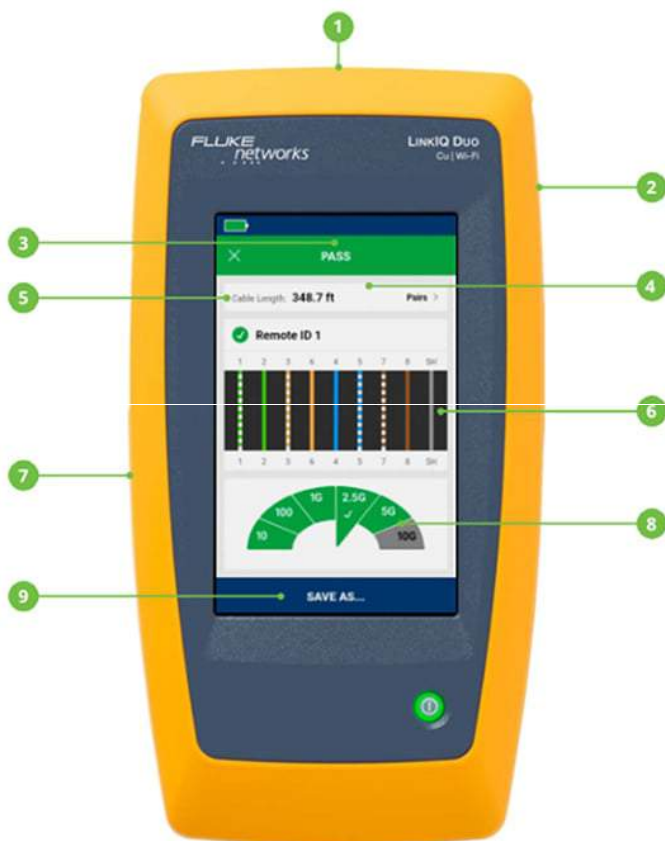 1
FLUKE
networks
LINKIQ DUO
Cu | Wi-Fi
2
3
PASS
4
5
Cable Length: 348.7 ft
Pairs >
Remote ID 1
1 2 3 6 4 5 7 8 SH
6
1 2 3 6 4 5 7 8 SH
7
10 100 1G 2.5G 5G 10G
8
9
SAVE AS...